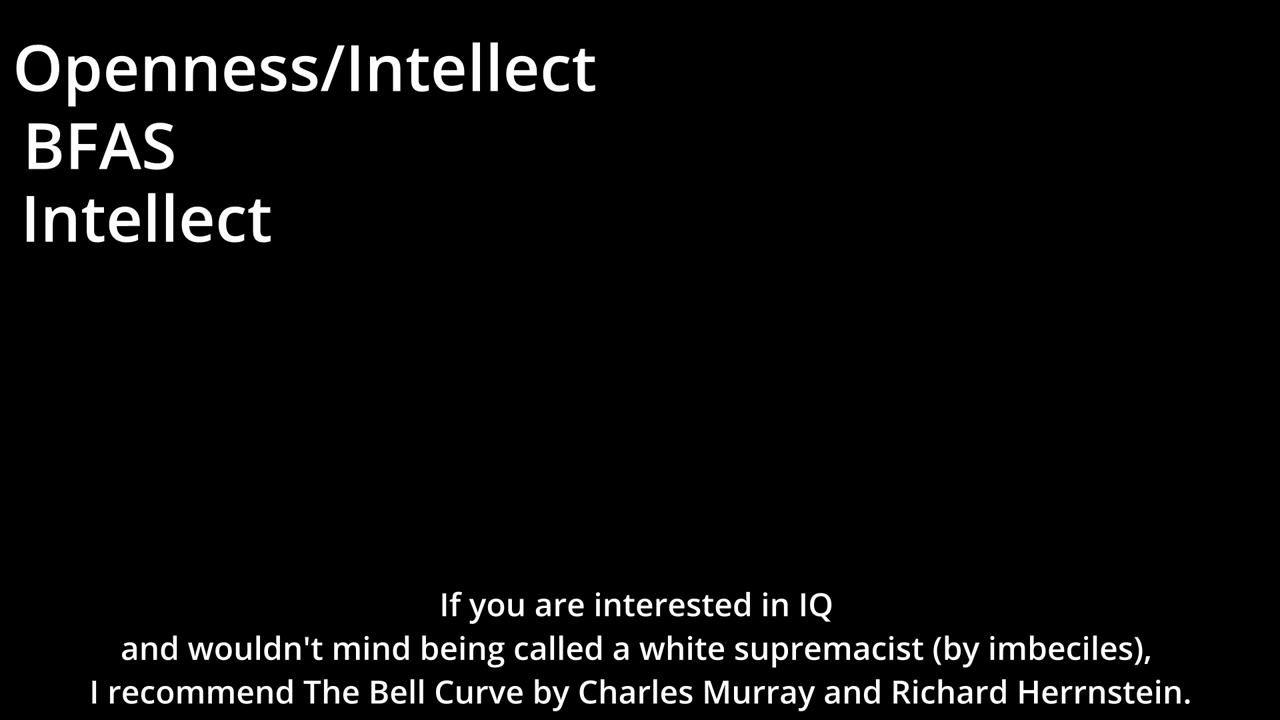 Openness/Intellect
BFAS
Intellect
If you are interested in IQ
and wouldn't mind being called a white supremacist (by imbeciles),
I recommend The Bell Curve by Charles Murray and Richard Herrnstein.